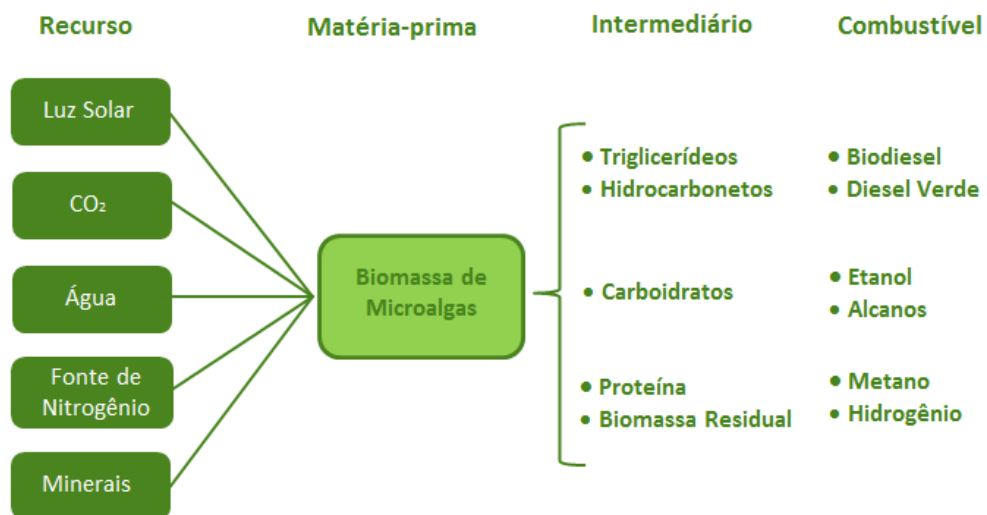 Recurso
Matéria-prima
Intermediário
Combustível
Luz Solar
CO₂
Água
Fonte de
Nitrogênio
Minerais
Biomassa de
Microalgas
• Triglicerídeos
• Hidrocarbonetos
• Carboidratos
• Proteína
• Biomassa Residual
• Biodiesel
• Diesel Verde
• Etanol
• Alcanos
• Metano
• Hidrogênio